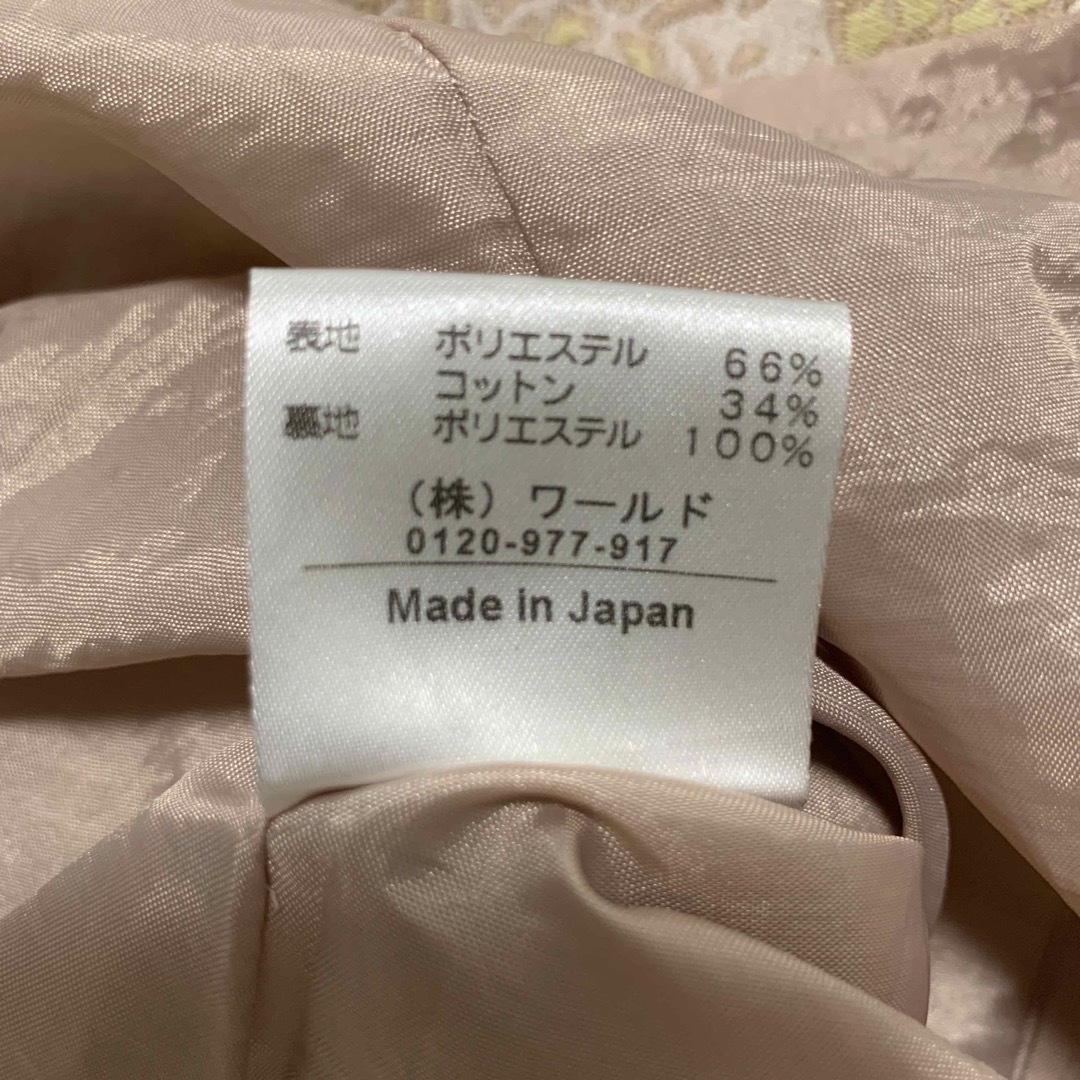 表地 ポリエステル 66%
コットン 34%
裏地 ポリエステル 100%
（株）ワールド
0120-977-917
Made in Japan